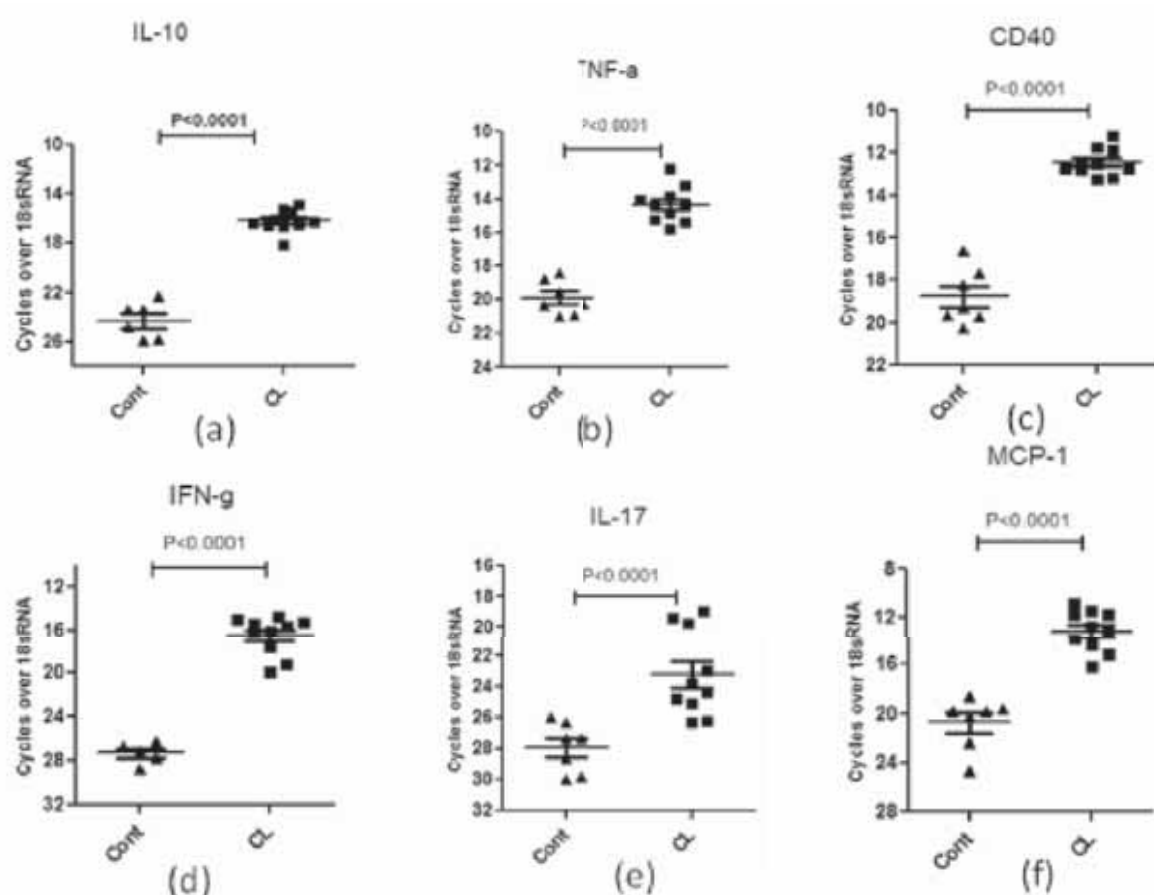 IL-10
P<0.0001
Cycles over 18sRNA
10
14
18
22
26
Cont
CL
(a)
TNF-a
P<0.0001
Cycles over 18sRNA
10
12
14
16
18
20
22
24
Cont
CL
(b)
CD40
P<0.0001
Cycles over 18sRNA
10
12
14
16
18
20
22
Cont
CL
(c)
IFN-g
P<0.0001
Cycles over 18sRNA
12
16
20
24
28
32
Cont
CL
(d)
IL-17
P<0.0001
Cycles over 18sRNA
16
18
20
22
24
26
28
30
32
Cont
CL
(e)
MCP-1
P<0.0001
Cycles over 18sRNA
8
12
16
20
24
28
Cont
CL
(f)